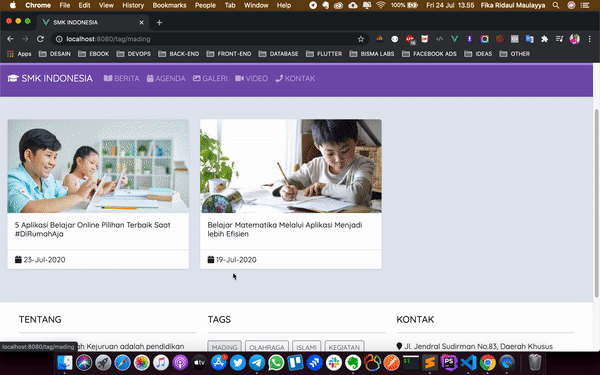 Chrome File Edit View History Bookmarks People Tab Window Help 100% Fri 24 Jul 13.55 Fika Ridaul Maulayya
SMK INDONESIA
localhost:8080/tag/mading
Apps DESAIN EBOOK DEVOPS BACK-END FRONT-END DATABASE FLUTTER BISMA LABS FACEBOOK ADS IDEAS OTHER
SMK INDONESIA BERITA AGENDA GALERI VIDEO KONTAK
5 Aplikasi Belajar Online Pilihan Terbaik Saat
#DiRumahAja
23-Jul-2020
Belajar Matematika Melalui Aplikasi Menjadi
lebih Efisien
19-Jul-2020
TENTANG
TAGS
KONTAK
Kejuruan adalah pendidikan
MADING OLAHRAGA ISLAMI KEGIATAN
Jl. Jendral Sudirman No.83, Daerah Khusus
localhost:8080/tag/mading